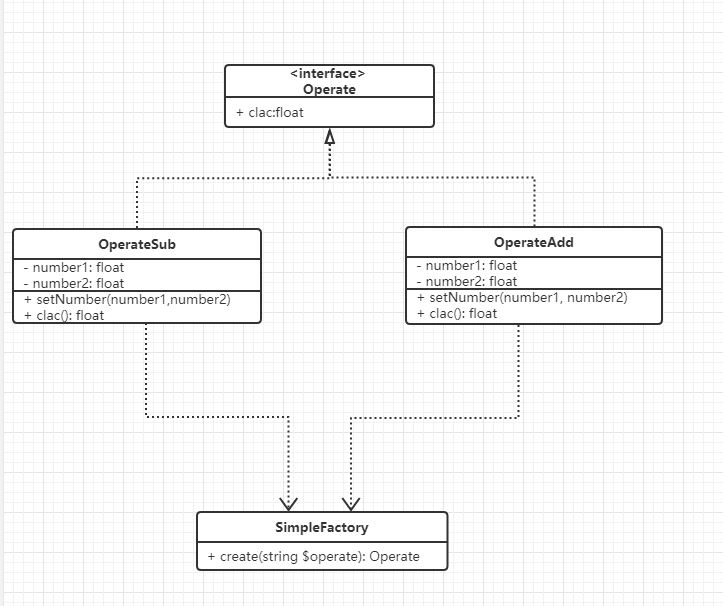 <interface>
Operate
+ clac:float
OperateSub
- number1: float
- number2: float
+ setNumber(number1,number2)
+ clac(): float
OperateAdd
- number1: float
- number2: float
+ setNumber(number1, number2)
+ clac(): float
SimpleFactory
+ create(string $operate): Operate